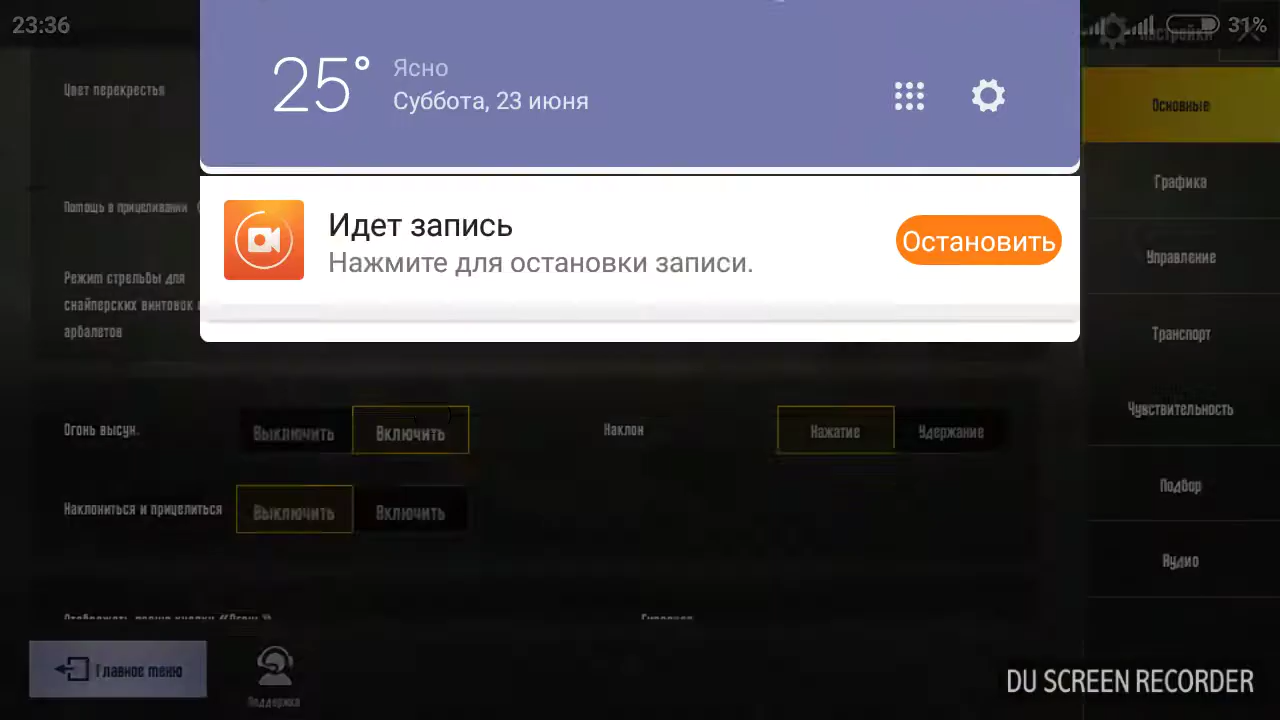 23:36
31%
25°
Ясно
Суббота, 23 июня
Настройки
Идет запись
Нажмите для остановки записи.
Остановить
Цвет перекрестья
Помощь в прицеливании
Режим стрельбы для
снайперских винтовок
арбалетов
Огонь высун.
Выключить
Включить
Наклон
Нажатие
Удержание
Наклониться и прицелиться
Выключить
Включить
Основные
Графика
Управление
Транспорт
Чувствительность
Подбор
Аудио
Главное меню
Поддержка
DU SCREEN RECORDER